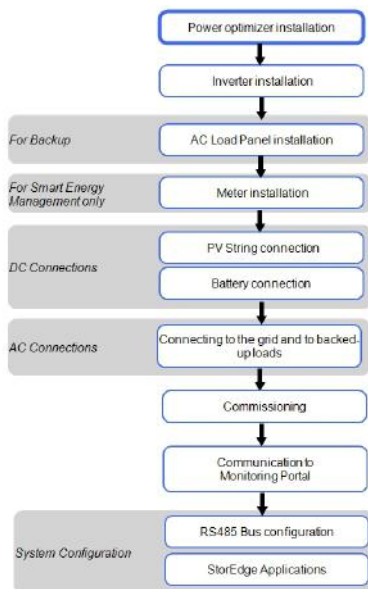 Power optimizer installation
Inverter installation
For Backup
AC Load Panel installation
For Smart Energy
Management only
Meter installation
PV String connection
DC Connections
Battery connection
AC Connections
Connecting to the grid and to backed-
up loads
Commissioning
Communication to
Monitoring Portal
RS485 Bus configuration
System Configuration
StorEdge Applications